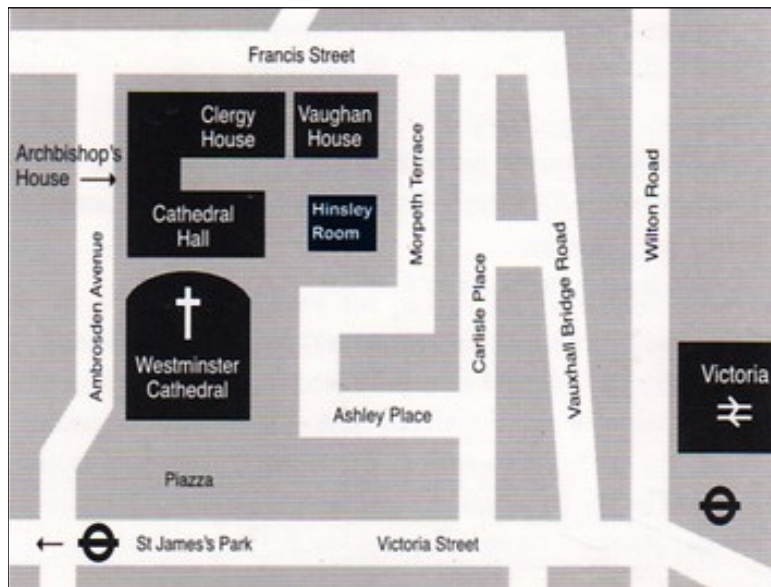 Francis Street
Clergy
House
Vaughan
House
Archbishop's
House
Cathedral
Hall
Hinsley
Room
Morpeth Terrace
Carlisle Place
Vauxhall Bridge Road
Wilton Road
Ambrosden Avenue
Westminster
Cathedral
Ashley Place
Victoria
Piazza
St James's Park
Victoria Street